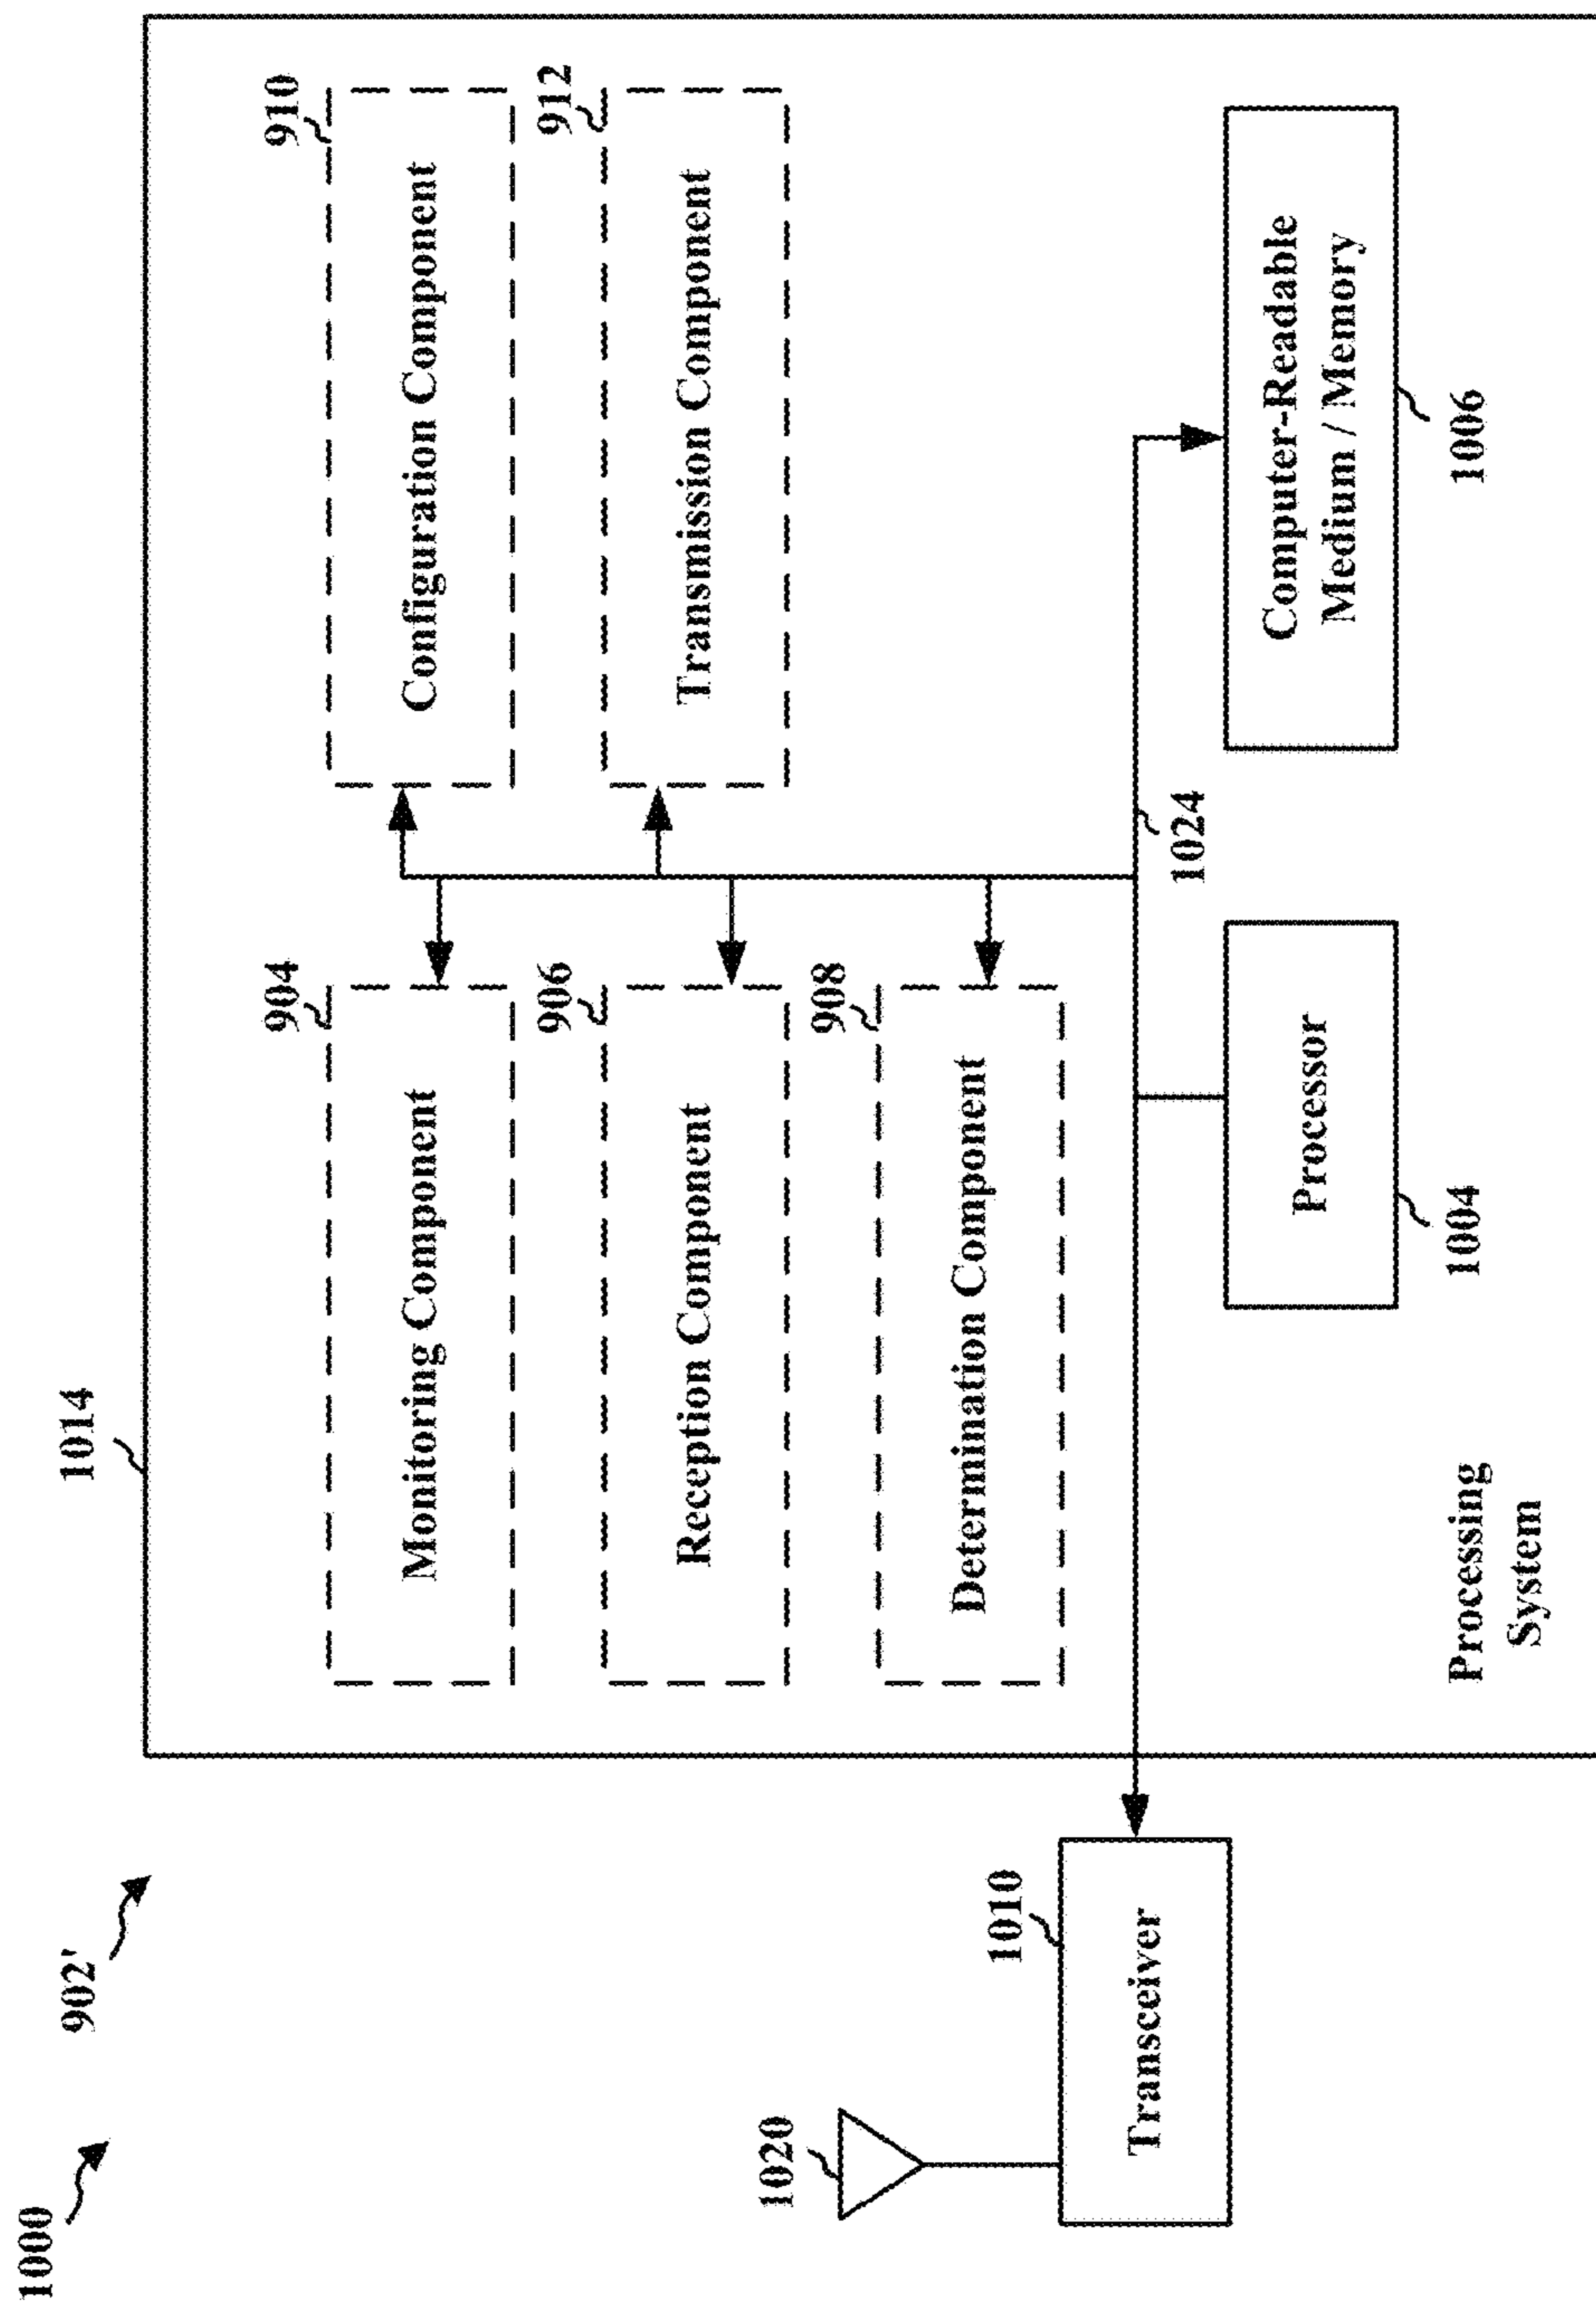 1000
902'
1014
904
Monitoring Component
910
Configuration Component
906
Reception Component
912
Transmission Component
908
Determination Component
1020
1010
Transceiver
1024
Processor
1004
Computer-Readable
Medium / Memory
1006
Processing
System